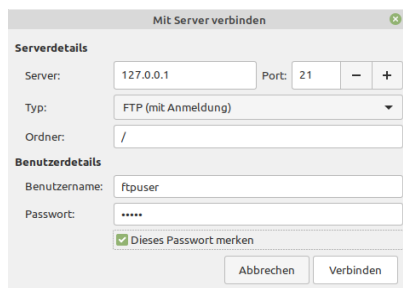 Mit Server verbinden
Serverdetails
Server: 127.0.0.1 Port: 21 − +
Typ: FTP (mit Anmeldung)
Ordner: /
Benutzerdetails
Benutzername: ftpuser
Passwort: •••••
Dieses Passwort merken
Abbrechen Verbinden